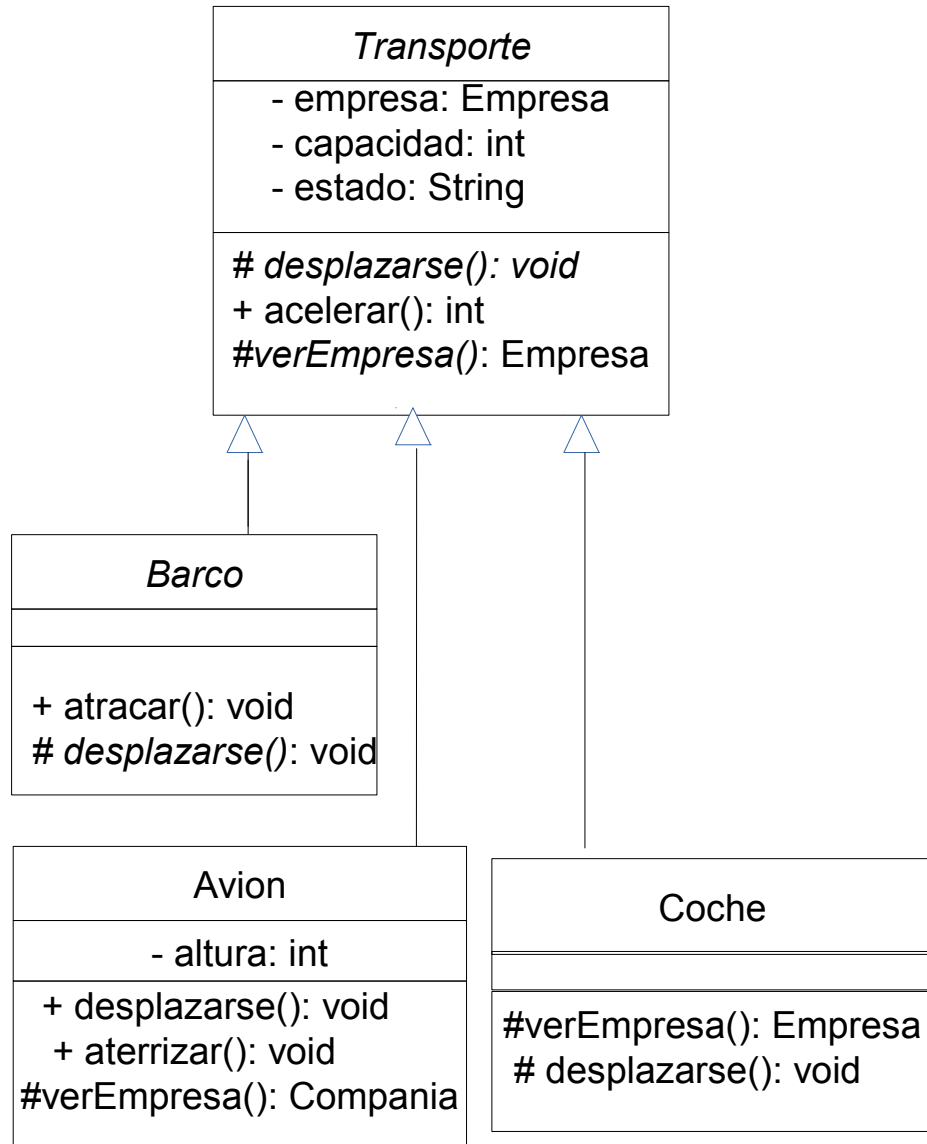 Transporte
- empresa: Empresa
- capacidad: int
- estado: String
# desplazarse(): void
+ acelerar(): int
#verEmpresa(): Empresa
Barco
+ atracar(): void
# desplazarse(): void
Avion
- altura: int
+ desplazarse(): void
+ aterrizar(): void
#verEmpresa(): Compania
Coche
#verEmpresa(): Empresa
# desplazarse(): void